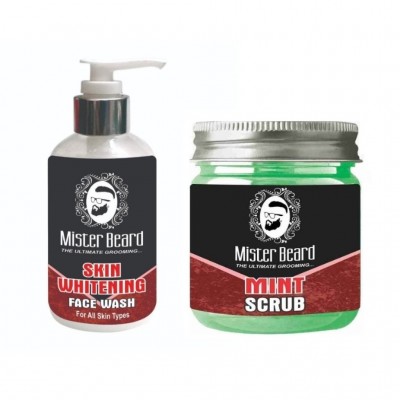 Mister Beard
THE ULTIMATE GROOMING...
SKIN
WHITENING
FACE WASH
For All Skin Types
Mister Beard
THE ULTIMATE GROOMING...
MINT
SCRUB